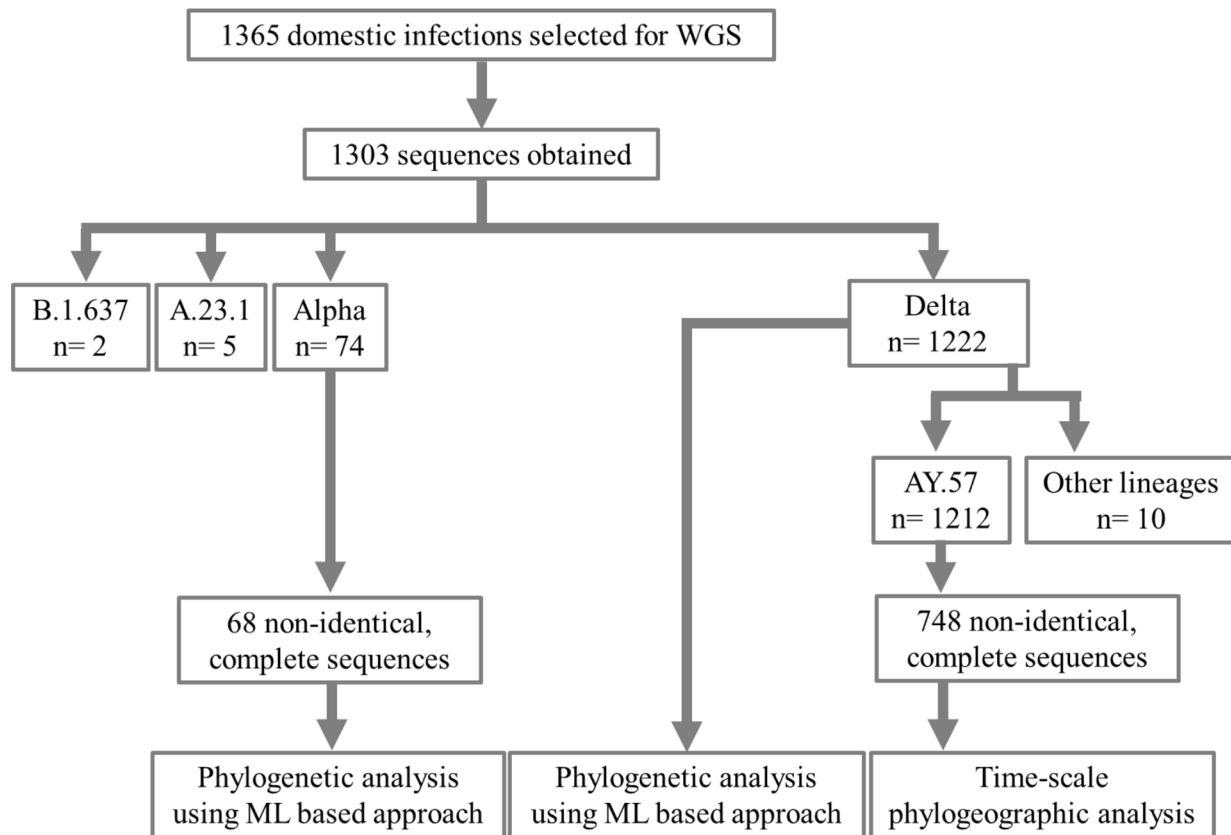 1365 domestic infections selected for WGS
1303 sequences obtained
B.1.637
n= 2
A.23.1
n= 5
Alpha
n= 74
Delta
n= 1222
AY.57
n= 1212
Other lineages
n= 10
68 non-identical,
complete sequences
748 non-identical,
complete sequences
Phylogenetic analysis
using ML based approach
Phylogenetic analysis
using ML based approach
Time-scale
phylogeographic analysis